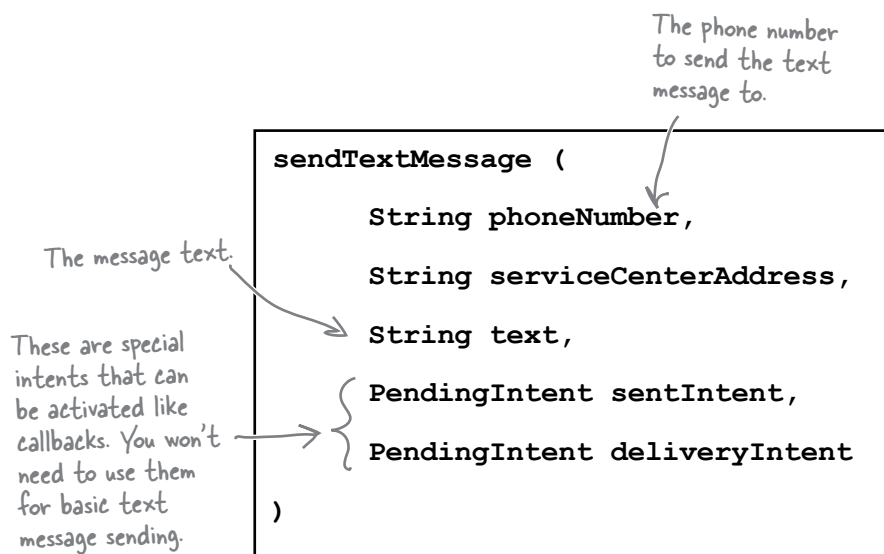 The phone number
to send the text
message to.
sendTextMessage (
String phoneNumber,
String serviceCenterAddress,
The message text.
String text,
These are special
intents that can
be activated like
callbacks. You won't
need to use them
for basic text
message sending.
PendingIntent sentIntent,
PendingIntent deliveryIntent
)